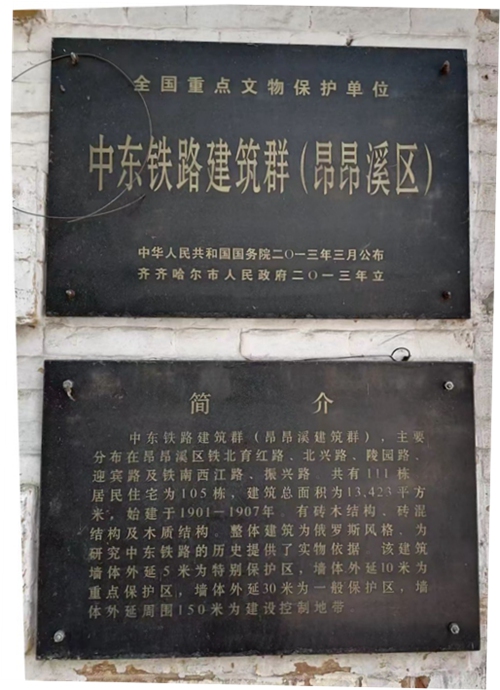 全国重点文物保护单位
中东铁路建筑群(昂昂溪区)
中华人民共和国国务院二〇一三年三月公布
齐齐哈尔市人民政府二〇一三年立
简 介
中东铁路建筑群(昂昂溪建筑群),主要
分布在昂昂溪区铁北育红路、北兴路、陵园路、
迎宾路及铁南西江路、振兴路 共有111栋
居民住宅为105栋,建筑总面积为13,423平方
米。始建于1901—1907年。有砖木结构、砖混
结构及木质结构。整体建筑为俄罗斯风格、为
研究中东铁路的历史提供了实物依据 该建筑
墙体外延5米为特别保护区,墙体外延10米为
重点保护区,墙体外延30米为一般保护区,墙
体外延周围150米为建设控制地带。